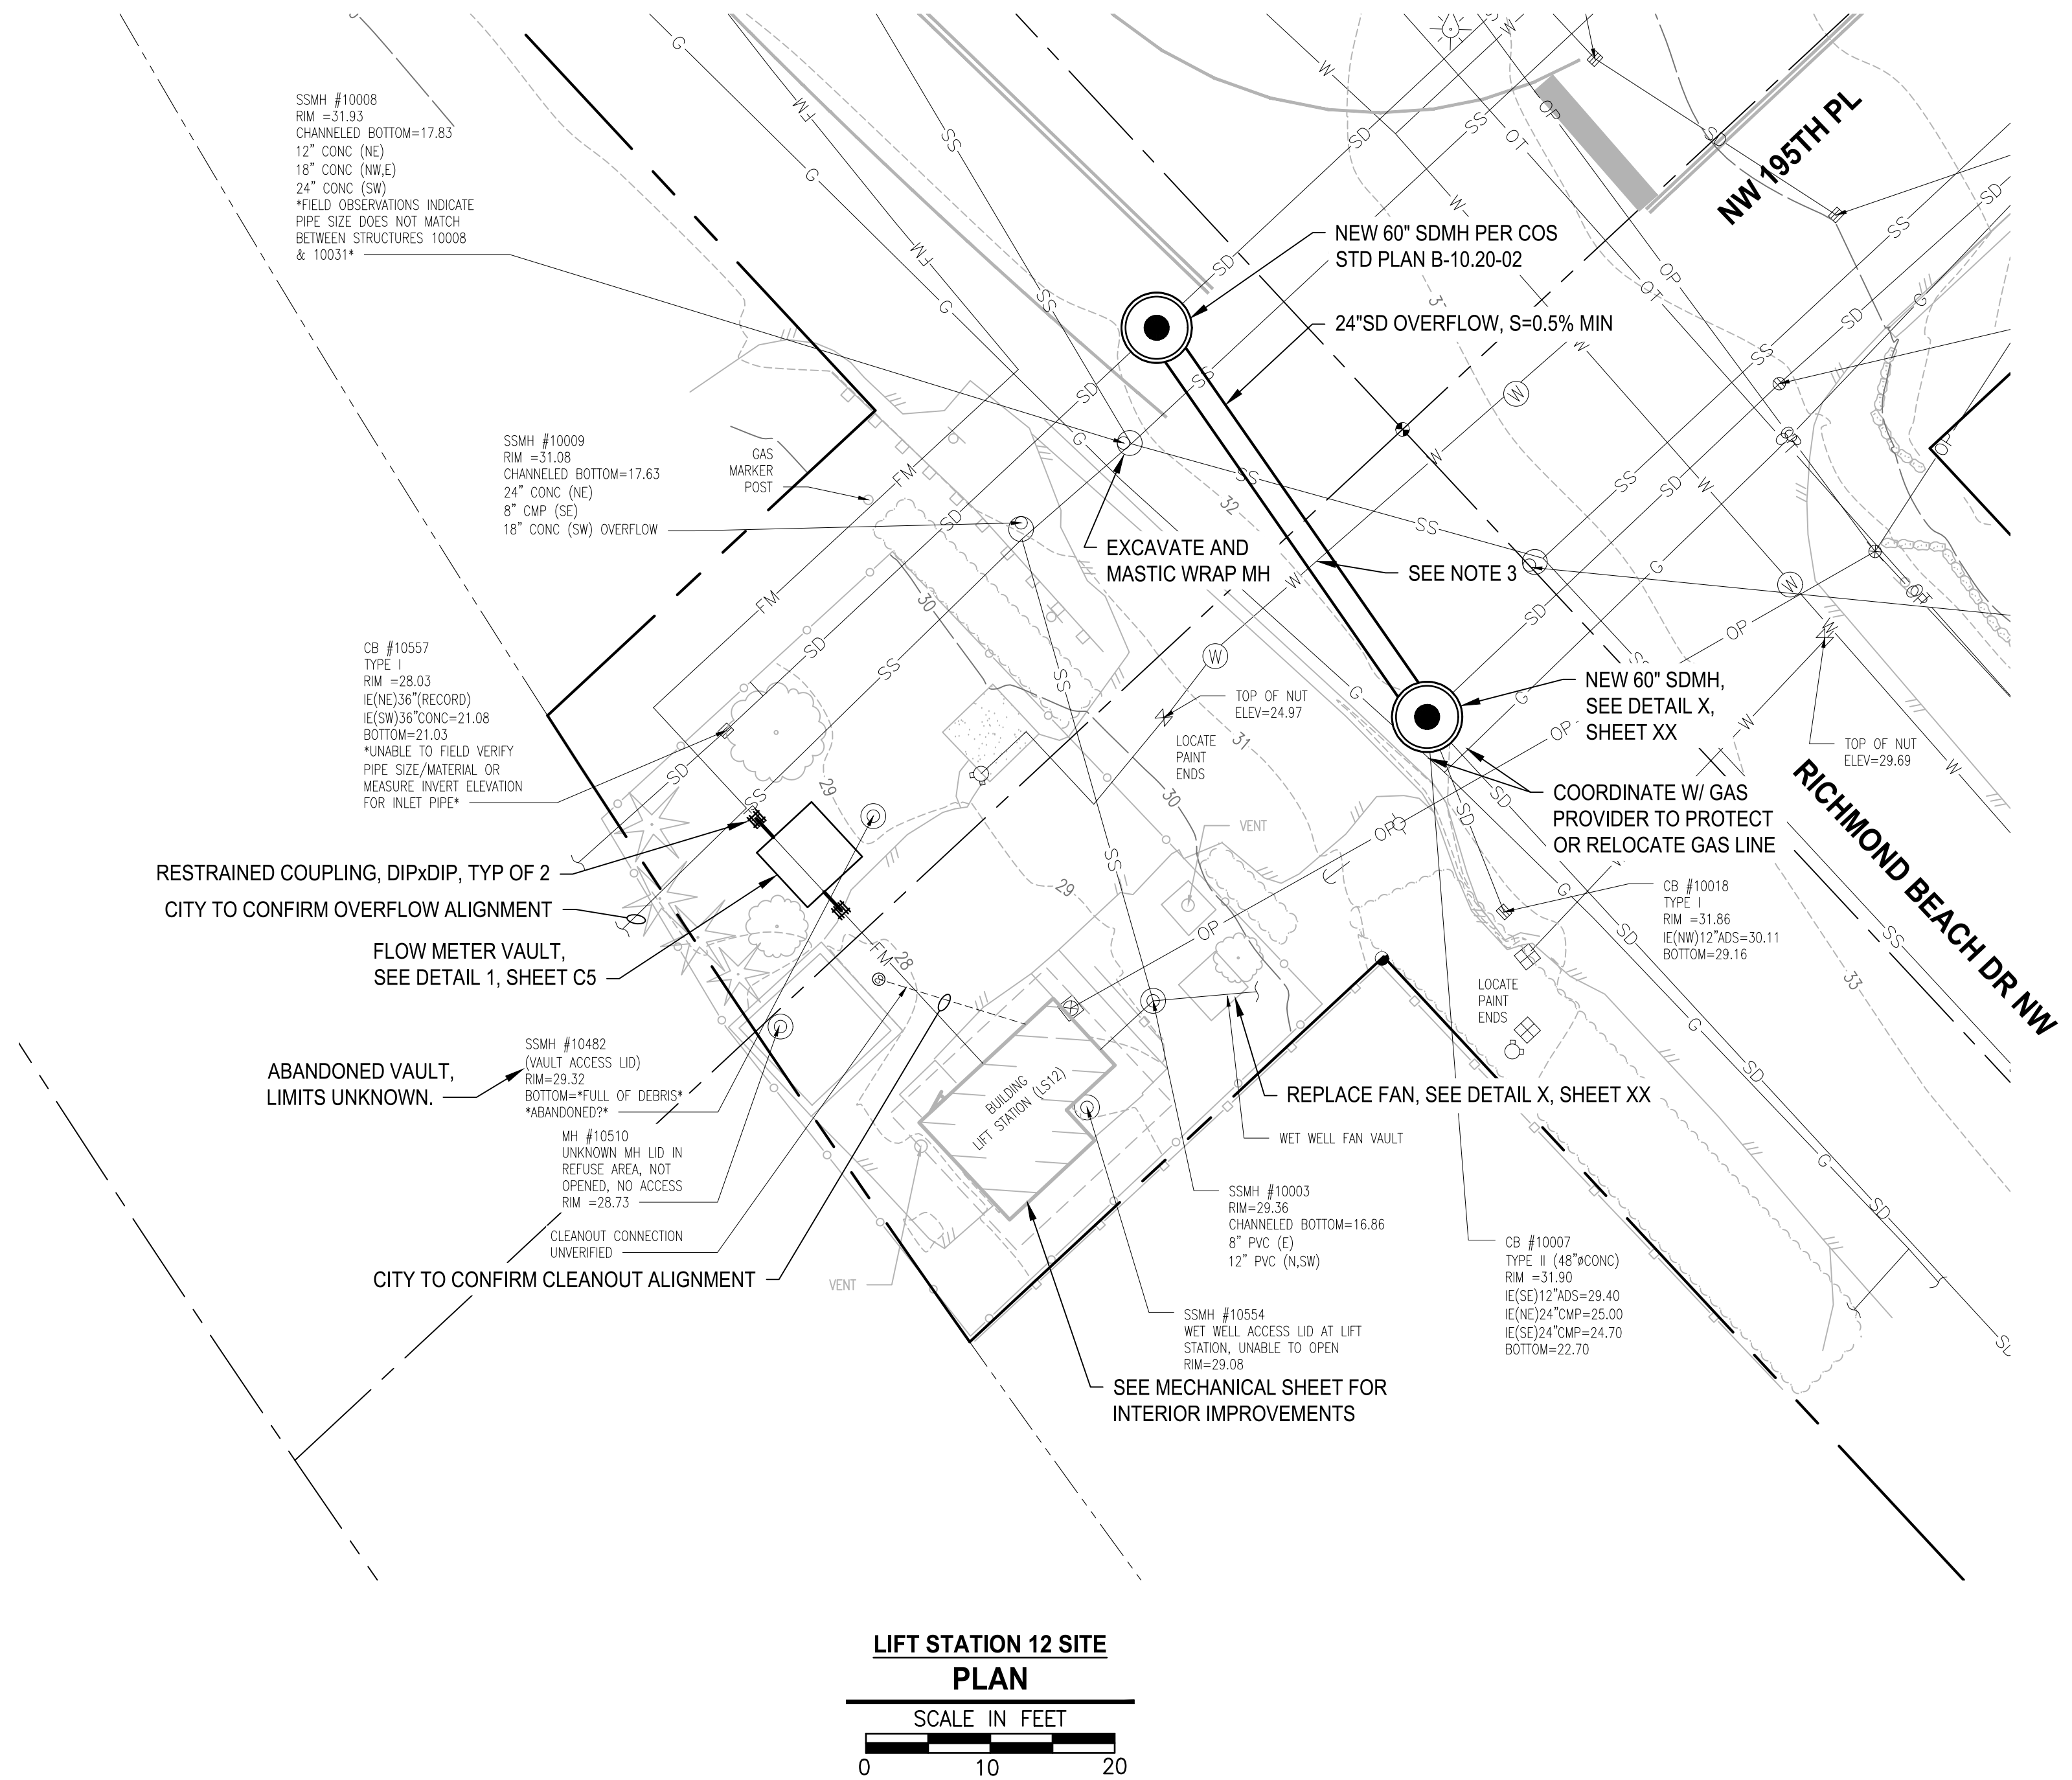 SSMH #10008
RIM =31.93
CHANNELED BOTTOM=17.83
12" CONC (NE)
18" CONC (NW,E)
24" CONC (SW)
*FIELD OBSERVATIONS INDICATE
PIPE SIZE DOES NOT MATCH
BETWEEN STRUCTURES 10008
& 10031*
NW 195TH PL
NEW 60" SDMH PER COS
STD PLAN B-10.20-02
24"SD OVERFLOW, S=0.5% MIN
SSMH #10009
RIM =31.08
CHANNELED BOTTOM=17.63
24" CONC (NE)
8" CMP (SE)
18" CONC (SW) OVERFLOW
GAS
MARKER
POST
EXCAVATE AND
MASTIC WRAP MH
SEE NOTE 3
CB #10557
TYPE I
RIM =28.03
IE(NE)36"(RECORD)
IE(SW)36"CONC=21.08
BOTTOM=21.03
*UNABLE TO FIELD VERIFY
PIPE SIZE/MATERIAL OR
MEASURE INVERT ELEVATION
FOR INLET PIPE*
TOP OF NUT
ELEV=24.97
LOCATE
PAINT
ENDS
NEW 60" SDMH,
SEE DETAIL X,
SHEET XX
TOP OF NUT
ELEV=29.69
COORDINATE W/ GAS
PROVIDER TO PROTECT
OR RELOCATE GAS LINE
RICHMOND BEACH DR NW
VENT
RESTRAINED COUPLING, DIPxDIP, TYP OF 2
CITY TO CONFIRM OVERFLOW ALIGNMENT
FLOW METER VAULT,
SEE DETAIL 1, SHEET C5
CB #10018
TYPE I
RIM =31.86
IE(NW)12"ADS=30.11
BOTTOM=29.16
LOCATE
PAINT
ENDS
ABANDONED VAULT,
LIMITS UNKNOWN.
SSMH #10482
(VAULT ACCESS LID)
RIM=29.32
BOTTOM=*FULL OF DEBRIS*
*ABANDONED?*
MH #10510
UNKNOWN MH LID IN
REFUSE AREA, NOT
OPENED, NO ACCESS
RIM =28.73
CLEANOUT CONNECTION
UNVERIFIED
CITY TO CONFIRM CLEANOUT ALIGNMENT
VENT
BUILDING
LIFT STATION (LS12)
REPLACE FAN, SEE DETAIL X, SHEET XX
WET WELL FAN VAULT
SSMH #10003
RIM=29.36
CHANNELED BOTTOM=16.86
8" PVC (E)
12" PVC (N,SW)
CB #10007
TYPE II (48"øCONC)
RIM =31.90
IE(SE)12"ADS=29.40
IE(NE)24"CMP=25.00
IE(SE)24"CMP=24.70
BOTTOM=22.70
SSMH #10554
WET WELL ACCESS LID AT LIFT
STATION, UNABLE TO OPEN
RIM=29.08
SEE MECHANICAL SHEET FOR
INTERIOR IMPROVEMENTS
28
29
29
30
30
31
32
33
LIFT STATION 12 SITE
PLAN
SCALE IN FEET
0 10 20